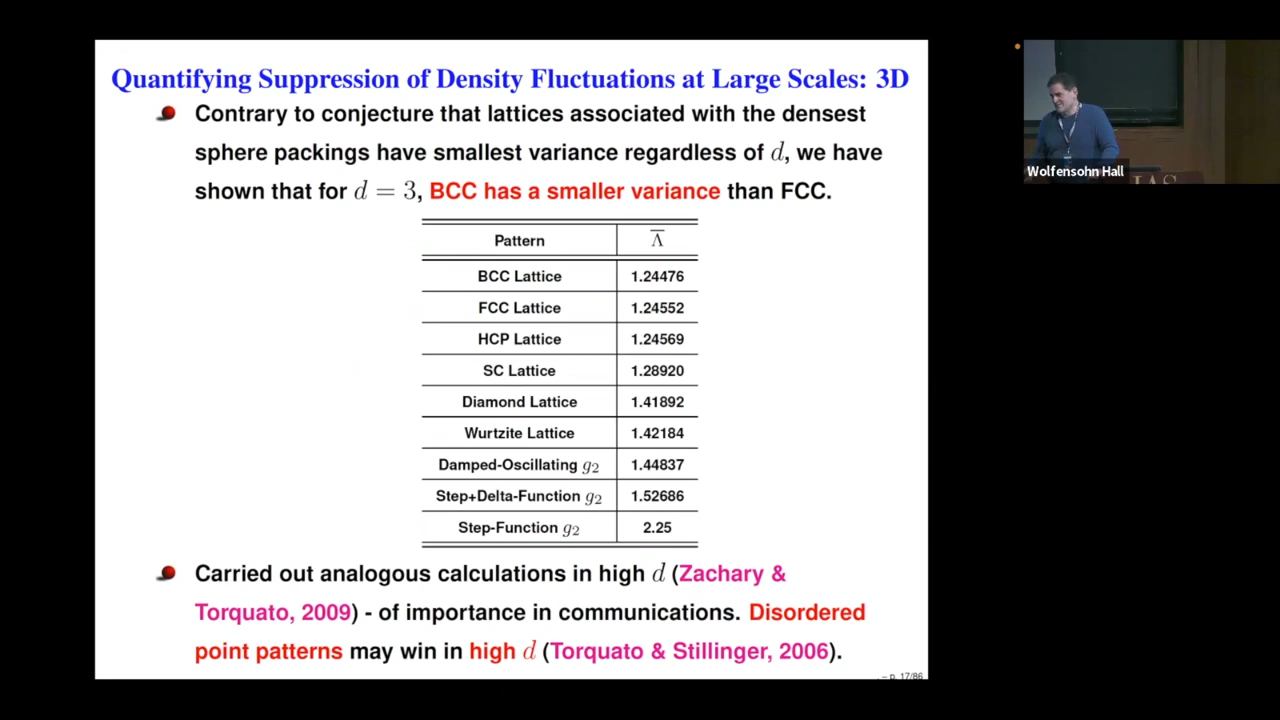 Quantifying Suppression of Density Fluctuations at Large Scales: 3D
Contrary to conjecture that lattices associated with the densest
sphere packings have smallest variance regardless of d, we have
shown that for d = 3, BCC has a smaller variance than FCC.
Pattern Λ̅
BCC Lattice 1.24476
FCC Lattice 1.24552
HCP Lattice 1.24569
SC Lattice 1.28920
Diamond Lattice 1.41892
Wurtzite Lattice 1.42184
Damped-Oscillating g₂ 1.44837
Step+Delta-Function g₂ 1.52686
Step-Function g₂ 2.25
Carried out analogous calculations in high d (Zachary &
Torquato, 2009) - of importance in communications. Disordered
point patterns may win in high d (Torquato & Stillinger, 2006).
. – p. 17/86
Wolfensohn Hall